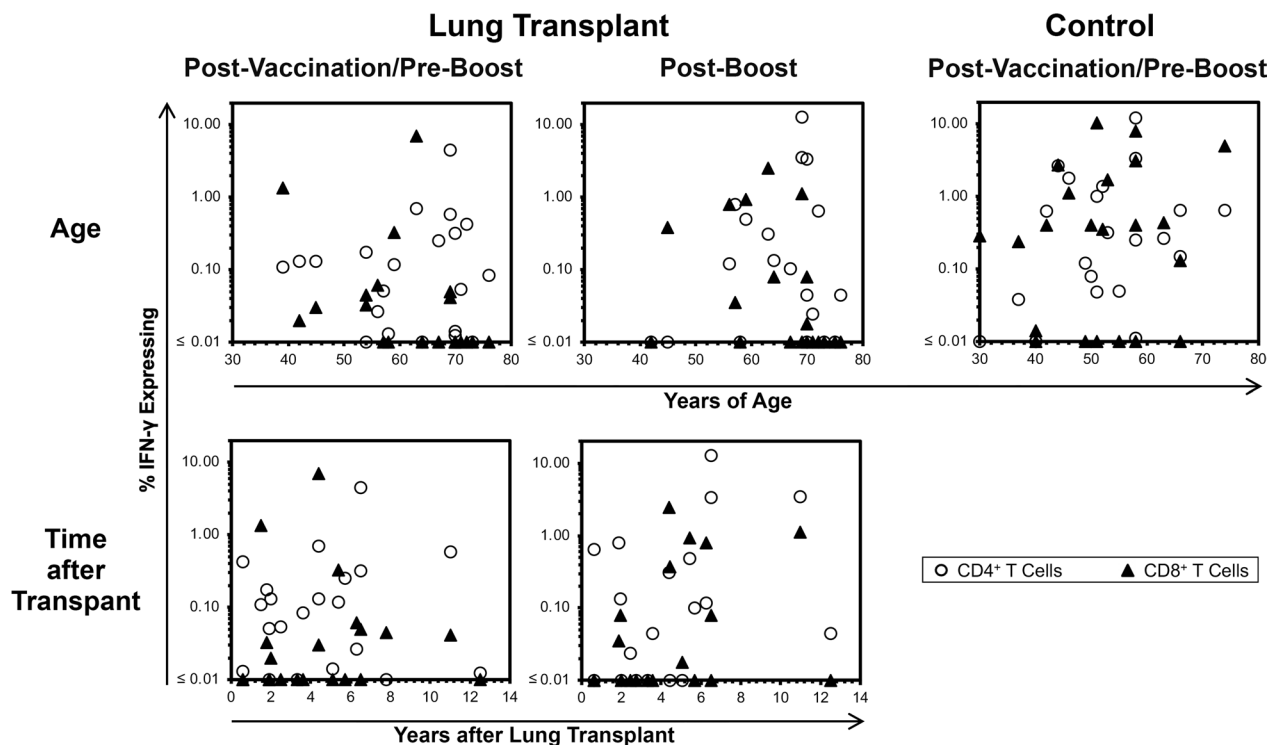 Lung Transplant
Control
Post-Vaccination/Pre-Boost
Post-Boost
Post-Vaccination/Pre-Boost
Age
% IFN-γ Expressing
10.00
1.00
0.10
≤ 0.01
30 40 50 60 70 80
10.00
1.00
0.10
≤ 0.01
30 40 50 60 70 80
10.00
1.00
0.10
≤ 0.01
30 40 50 60 70 80
Years of Age
Time
after
Transpant
10.00
1.00
0.10
≤ 0.01
0 2 4 6 8 10 12 14
10.00
1.00
0.10
≤ 0.01
0 2 4 6 8 10 12 14
Years after Lung Transplant
CD4⁺ T Cells
CD8⁺ T Cells